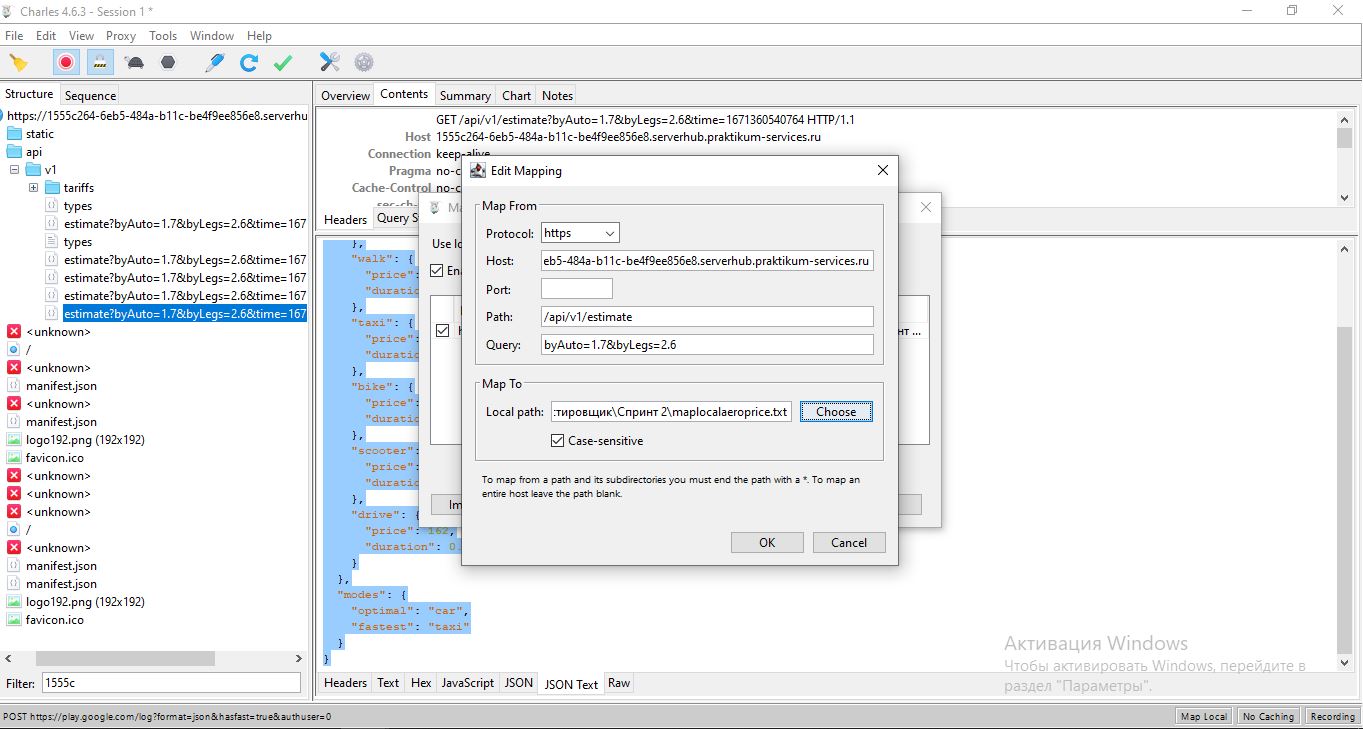 Charles 4.6.3 - Session 1 *
File Edit View Proxy Tools Window Help
Structure Sequence
https://1555c264-6eb5-484a-b11c-be4f9ee856e8.serverhu
static
api
v1
tariffs
types
estimate?byAuto=1.7&byLegs=2.6&time=167
types
estimate?byAuto=1.7&byLegs=2.6&time=167
estimate?byAuto=1.7&byLegs=2.6&time=167
estimate?byAuto=1.7&byLegs=2.6&time=167
estimate?byAuto=1.7&byLegs=2.6&time=167
<unknown>
/
<unknown>
manifest.json
<unknown>
manifest.json
logo192.png (192x192)
favicon.ico
<unknown>
<unknown>
<unknown>
/
<unknown>
manifest.json
manifest.json
logo192.png (192x192)
favicon.ico
Filter: 1555c
Overview Contents Summary Chart Notes
GET /api/v1/estimate?byAuto=1.7&byLegs=2.6&time=1671360540764 HTTP/1.1
Host 1555c264-6eb5-484a-b11c-be4f9ee856e8.serverhub.praktikum-services.ru
Connection keep-alive
Pragma no-c
Cache-Control no-c
Headers Query S
},
"walk": {
"price":
"duratio
},
"taxi": {
"price":
"duratio
},
"bike": {
"price":
"duratio
},
"scooter":
"price":
"duratio
},
"drive": {
"price": 162,
"duration": 0.
}
},
"modes": {
"optimal": "car",
"fastest": "taxi"
}
}
Headers Text Hex JavaScript JSON JSON Text Raw
Ma
Use lo
Ena
нт ...
Im
Edit Mapping
Map From
Protocol: https
Host: eb5-484a-b11c-be4f9ee856e8.serverhub.praktikum-services.ru
Port:
Path: /api/v1/estimate
Query: byAuto=1.7&byLegs=2.6
Map To
Local path: :тировщик\Спринт 2\maplocalaeroprice.txt Choose
Case-sensitive
To map from a path and its subdirectories you must end the path with a *. To map an
entire host leave the path blank.
OK Cancel
Активация Windows
Чтобы активировать Windows, перейдите в
раздел "Параметры".
POST https://play.google.com/log?format=json&hasfast=true&authuser=0
Map Local No Caching Recording